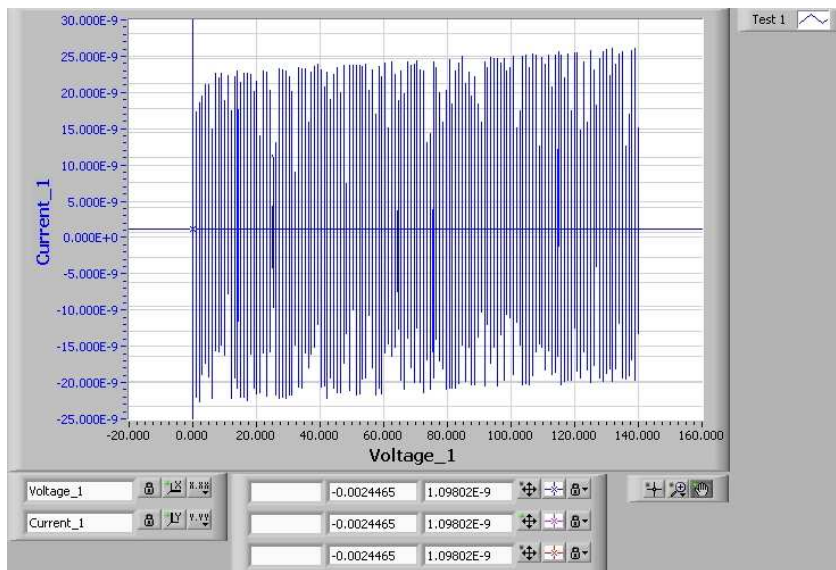 Test 1
30.000E-9
25.000E-9
20.000E-9
15.000E-9
10.000E-9
5.000E-9
0.000E+0
-5.000E-9
-10.000E-9
-15.000E-9
-20.000E-9
-25.000E-9
Current_1
-20.000 0.000 20.000 40.000 60.000 80.000 100.000 120.000 140.000 160.000
Voltage_1
Voltage_1 X X.XX
Current_1 Y Y.YY
-0.0024465 1.09802E-9
-0.0024465 1.09802E-9
-0.0024465 1.09802E-9